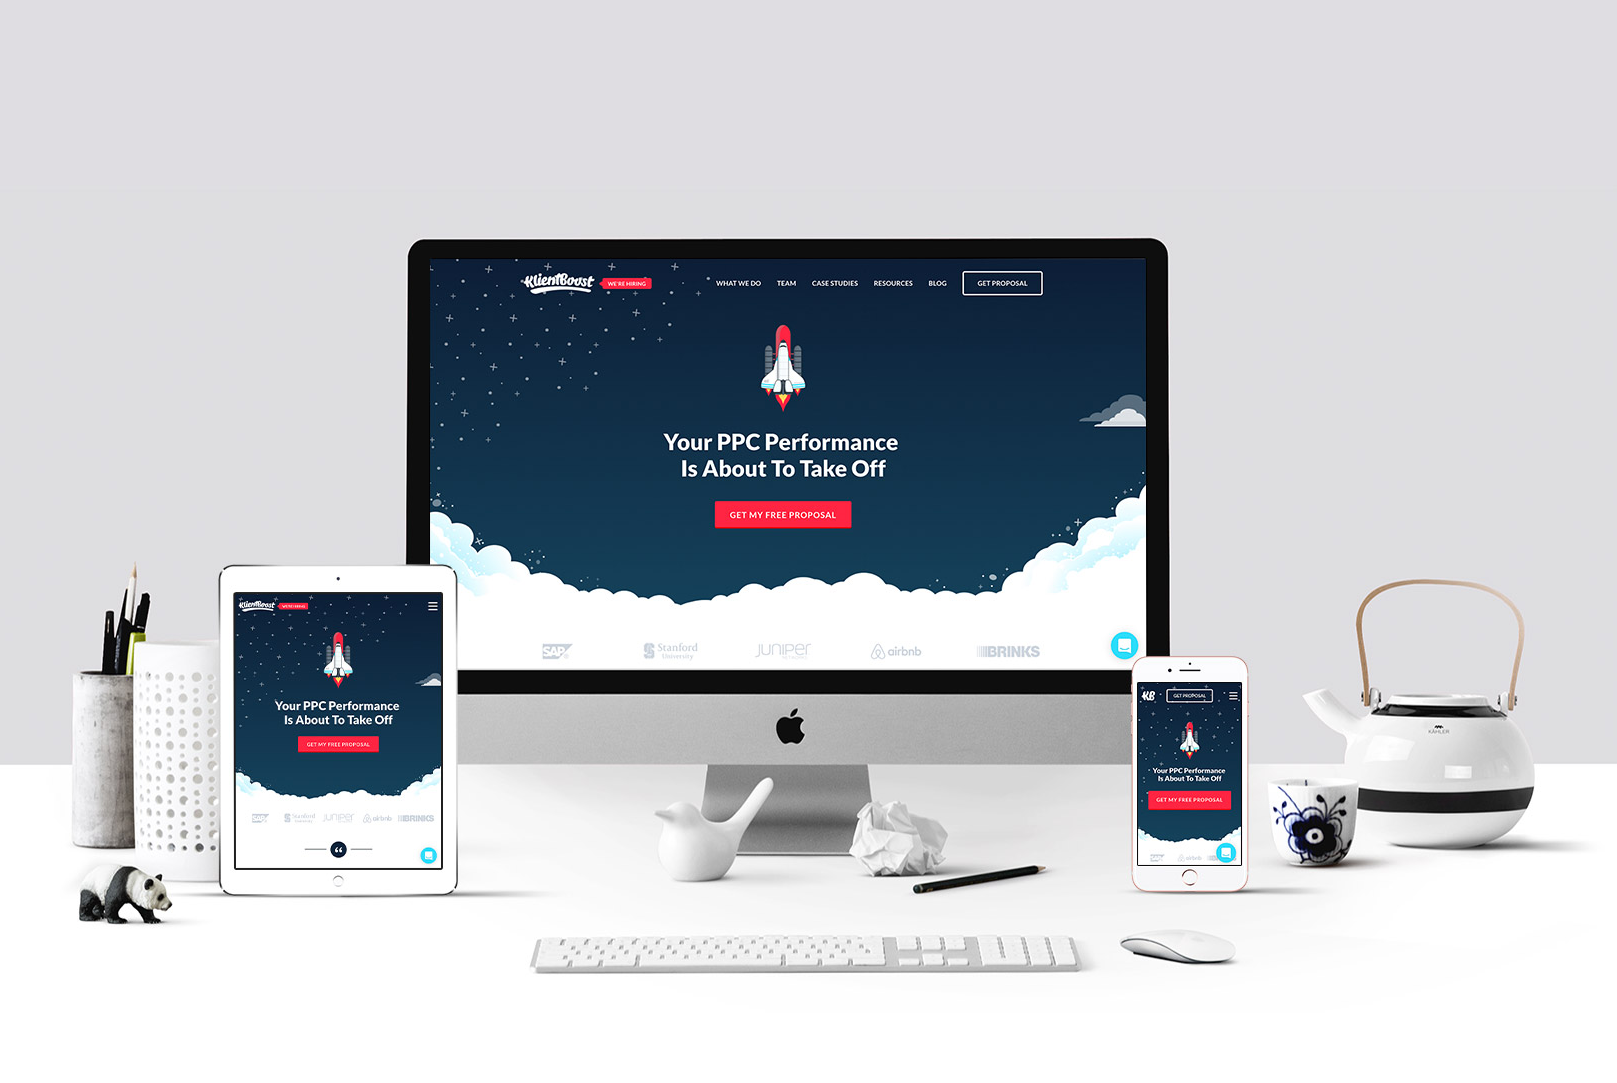 KlientBoost
WE'RE HIRING
WHAT WE DO
TEAM
CASE STUDIES
RESOURCES
BLOG
GET PROPOSAL
Your PPC Performance
Is About To Take Off
GET MY FREE PROPOSAL
SAP
Stanford
University
JUNIPER
airbnb
BRINKS
KlientBoost
WE'RE HIRING
Your PPC Performance
Is About To Take Off
GET MY FREE PROPOSAL
SAP
Stanford
University
JUNIPER
airbnb
BRINKS
KB
GET PROPOSAL
Your PPC Performance
Is About To Take Off
GET MY FREE PROPOSAL
SAP
airbnb
KÄHLER